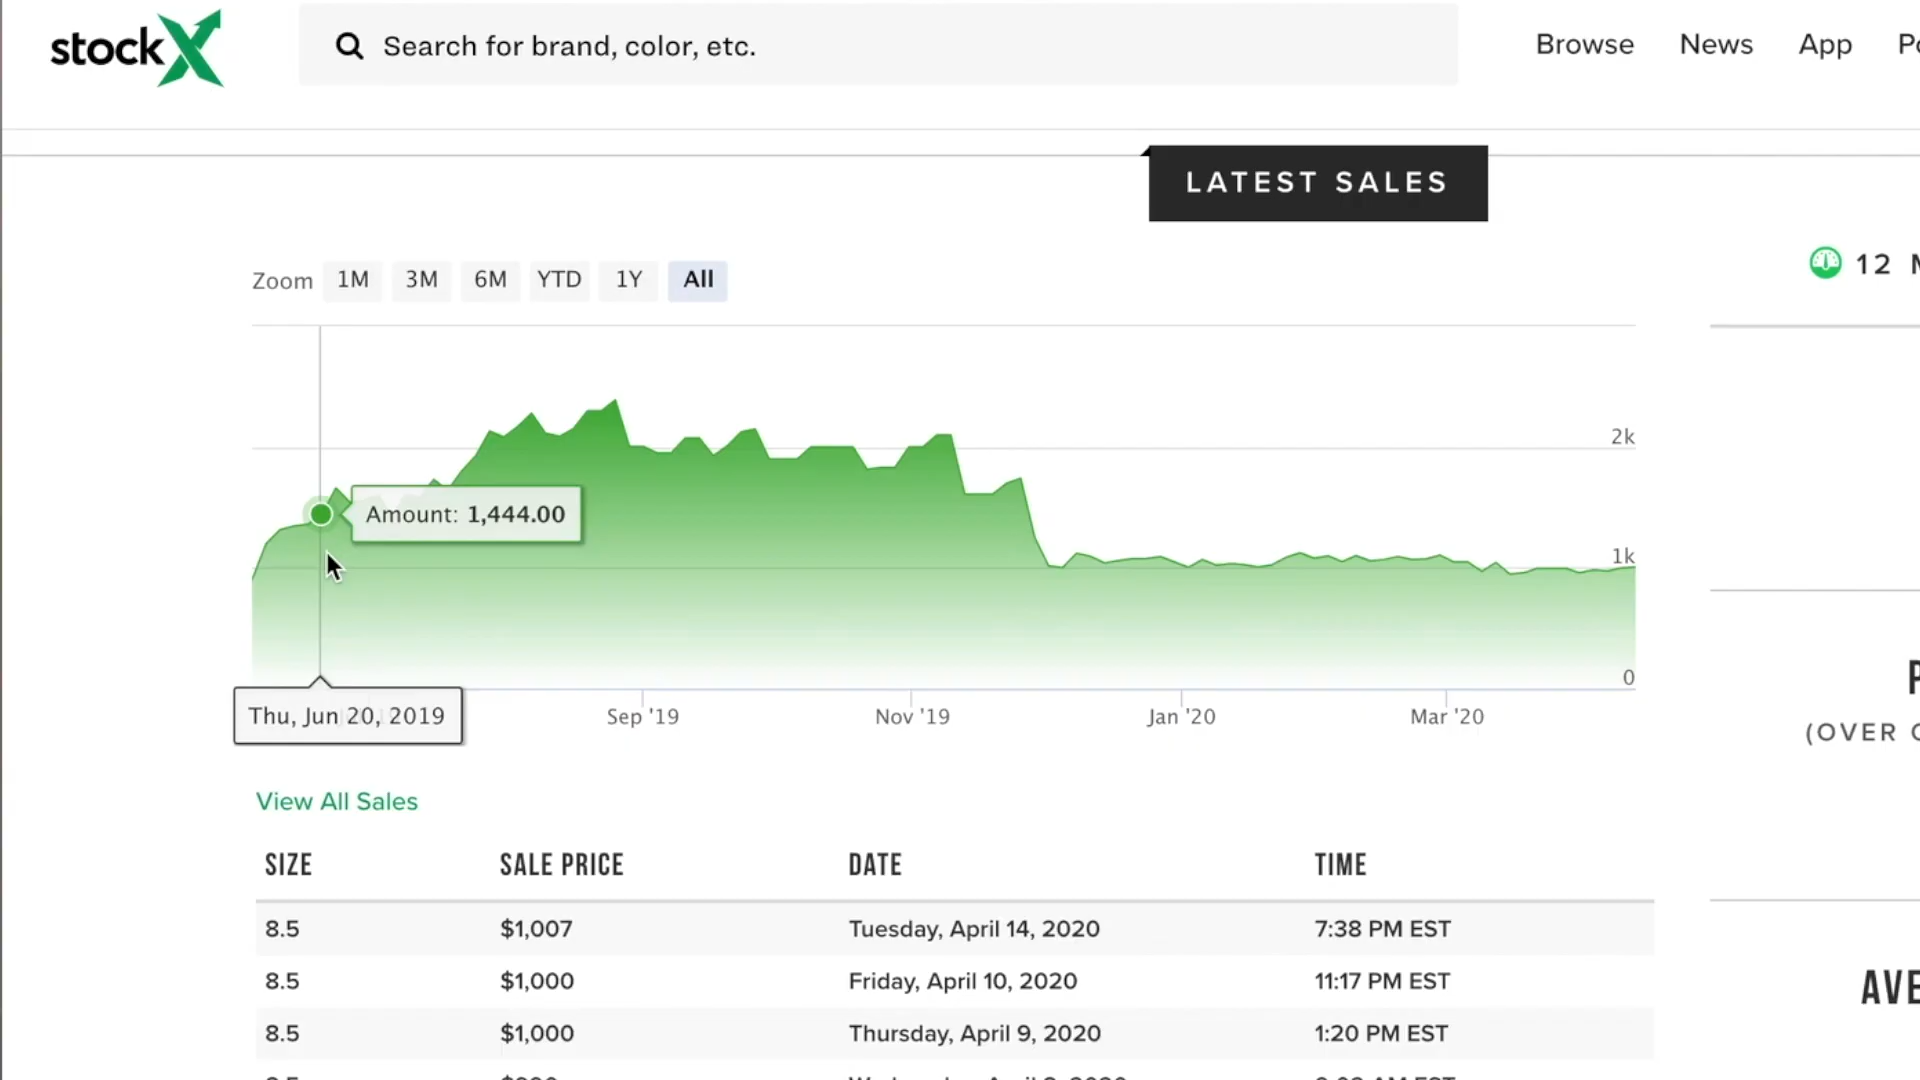 stockX
Search for brand, color, etc.
Browse News App
LATEST SALES
12
Zoom 1M 3M 6M YTD 1Y All
2k
1k
0
Amount: 1,444.00
Thu, Jun 20, 2019
Sep '19
Nov '19
Jan '20
Mar '20
(OVER
View All Sales
SIZE SALE PRICE DATE TIME
8.5 $1,007 Tuesday, April 14, 2020 7:38 PM EST
8.5 $1,000 Friday, April 10, 2020 11:17 PM EST
8.5 $1,000 Thursday, April 9, 2020 1:20 PM EST